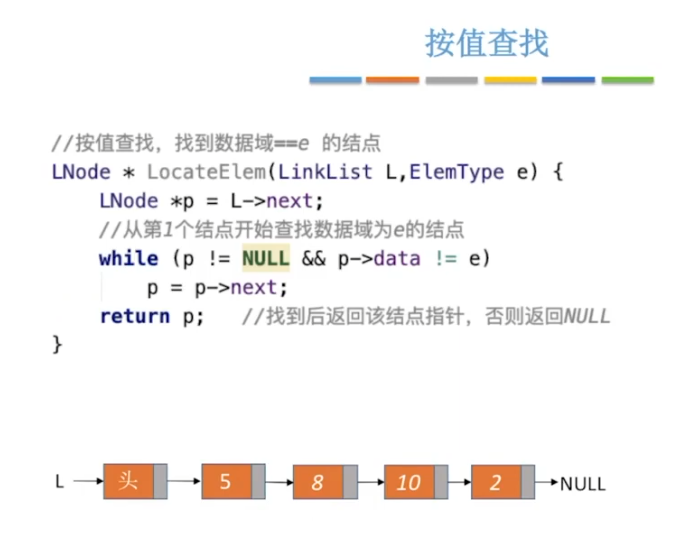 按值查找
//按值查找，找到数据域==e 的结点
LNode * LocateElem(LinkList L,ElemType e) {
    LNode *p = L->next;
    //从第1个结点开始查找数据域为e的结点
    while (p != NULL && p->data != e)
        p = p->next;
    return p;   //找到后返回该结点指针，否则返回NULL
}
L 头 5 8 10 2 NULL